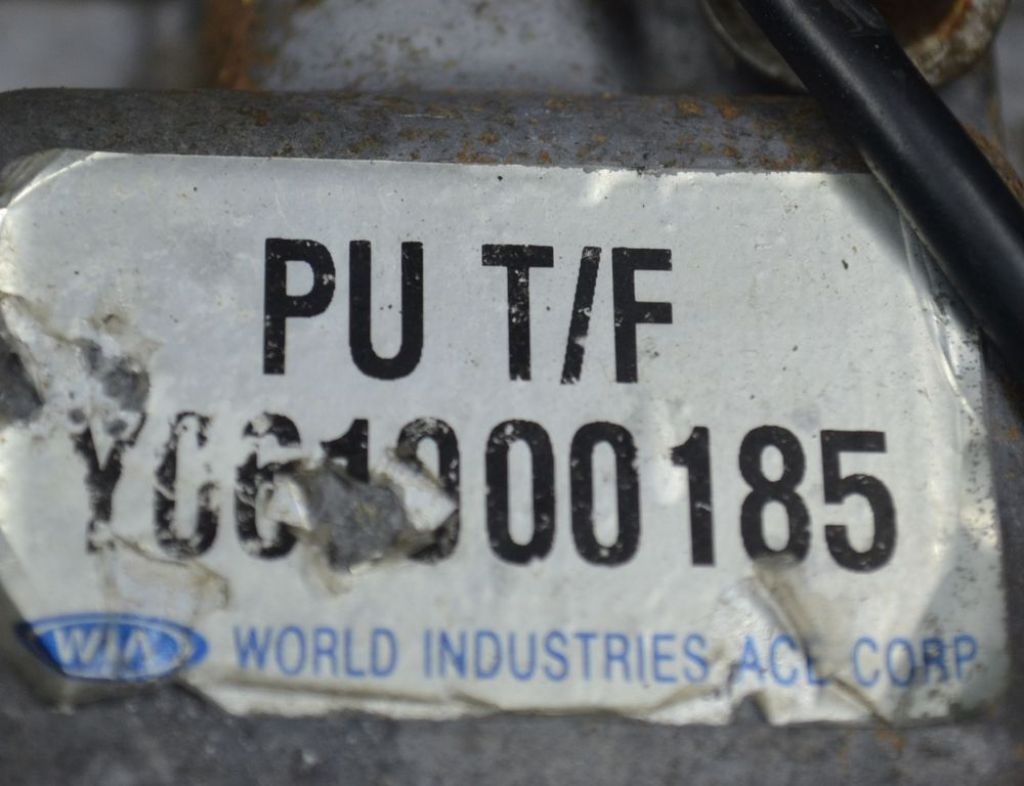 PU T/F
WIA WORLD INDUSTRIES ACE CORP